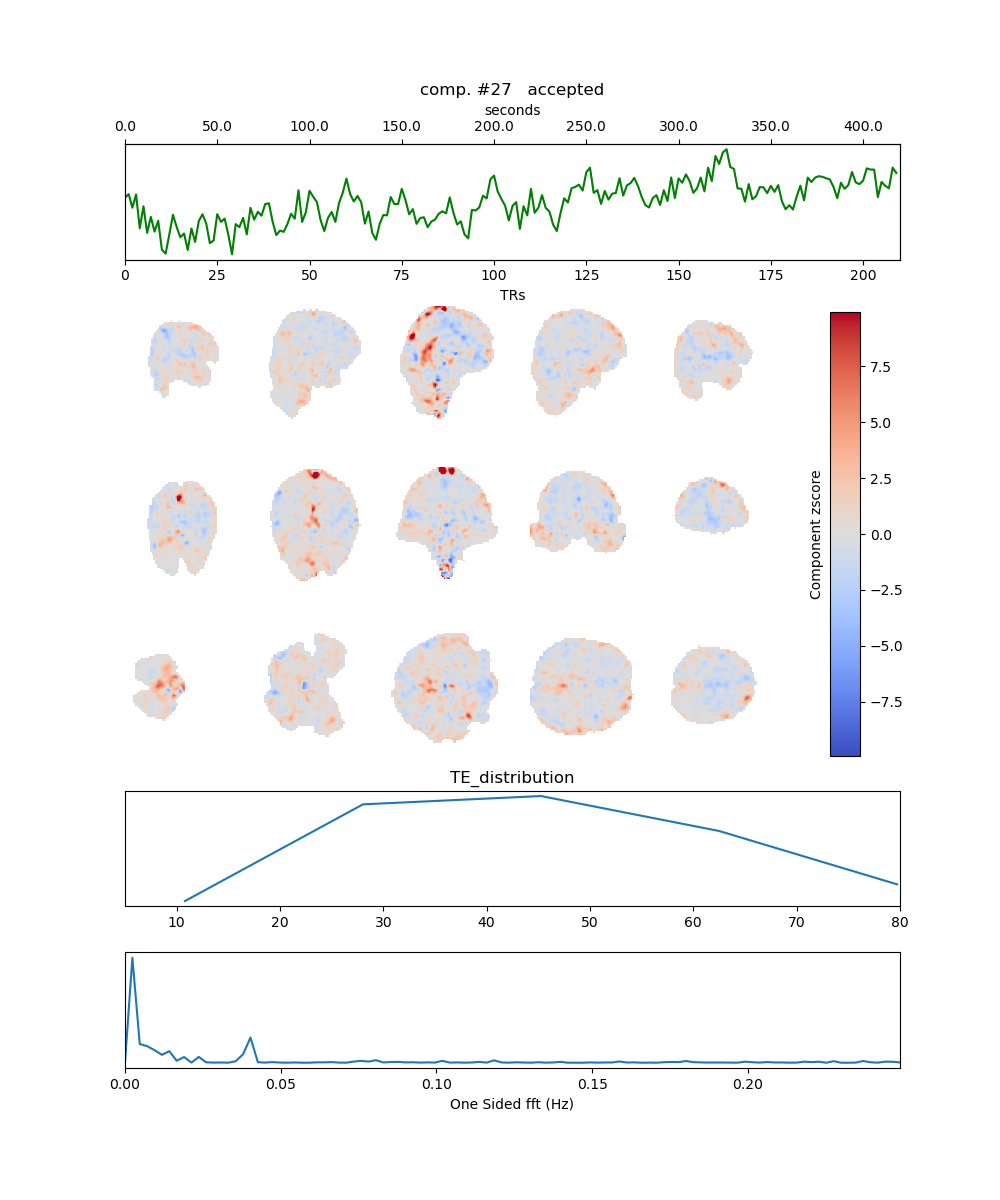 comp. #27   accepted
seconds
0.0 50.0 100.0 150.0 200.0 250.0 300.0 350.0 400.0
0 25 50 75 100 125 150 175 200
TRs
7.5
5.0
2.5
0.0
−2.5
−5.0
−7.5
Component zscore
TE_distribution
10 20 30 40 50 60 70 80
0.00 0.05 0.10 0.15 0.20
One Sided fft (Hz)